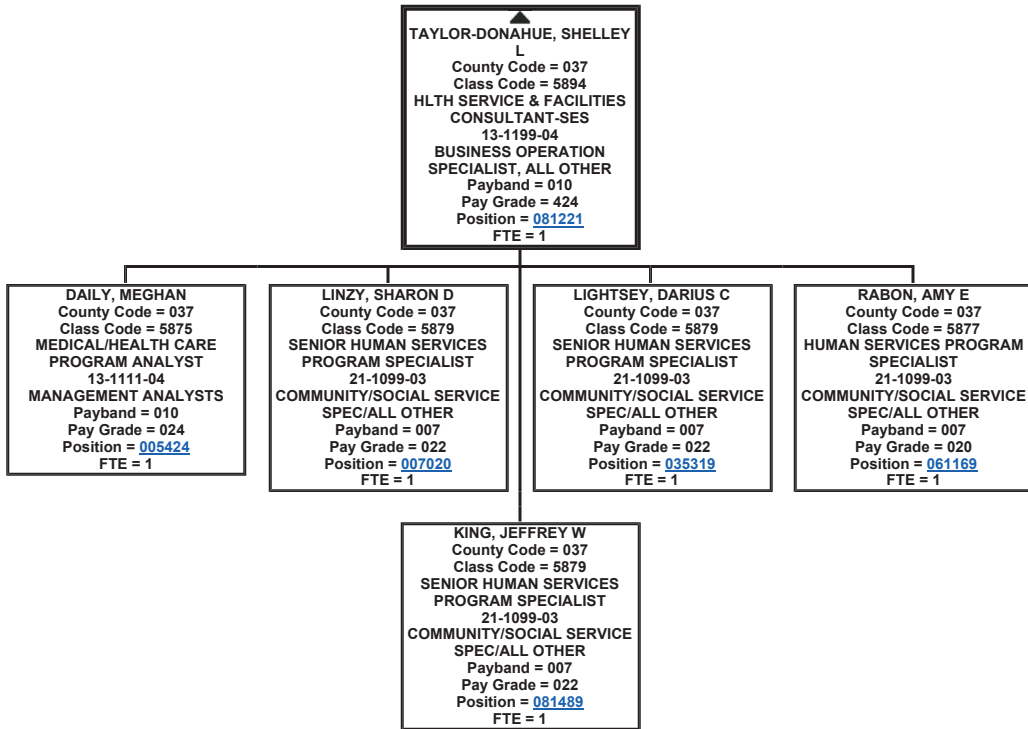 TAYLOR-DONAHUE, SHELLEY
L
County Code = 037
Class Code = 5894
HLTH SERVICE & FACILITIES
CONSULTANT-SES
13-1199-04
BUSINESS OPERATION
SPECIALIST, ALL OTHER
Payband = 010
Pay Grade = 424
Position = 081221
FTE = 1
DAILY, MEGHAN
County Code = 037
Class Code = 5875
MEDICAL/HEALTH CARE
PROGRAM ANALYST
13-1111-04
MANAGEMENT ANALYSTS
Payband = 010
Pay Grade = 024
Position = 005424
FTE = 1
LINZY, SHARON D
County Code = 037
Class Code = 5879
SENIOR HUMAN SERVICES
PROGRAM SPECIALIST
21-1099-03
COMMUNITY/SOCIAL SERVICE
SPEC/ALL OTHER
Payband = 007
Pay Grade = 022
Position = 007020
FTE = 1
LIGHTSEY, DARIUS C
County Code = 037
Class Code = 5879
SENIOR HUMAN SERVICES
PROGRAM SPECIALIST
21-1099-03
COMMUNITY/SOCIAL SERVICE
SPEC/ALL OTHER
Payband = 007
Pay Grade = 022
Position = 035319
FTE = 1
RABON, AMY E
County Code = 037
Class Code = 5877
HUMAN SERVICES PROGRAM
SPECIALIST
21-1099-03
COMMUNITY/SOCIAL SERVICE
SPEC/ALL OTHER
Payband = 007
Pay Grade = 020
Position = 061169
FTE = 1
KING, JEFFREY W
County Code = 037
Class Code = 5879
SENIOR HUMAN SERVICES
PROGRAM SPECIALIST
21-1099-03
COMMUNITY/SOCIAL SERVICE
SPEC/ALL OTHER
Payband = 007
Pay Grade = 022
Position = 081489
FTE = 1